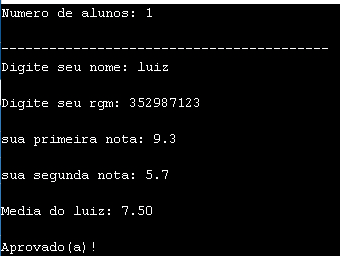 Numero de alunos: 1
-----------------------------------------
Digite seu nome: luiz
Digite seu rgm: 352987123
sua primeira nota: 9.3
sua segunda nota: 5.7
Media do luiz: 7.50
Aprovado(a)!